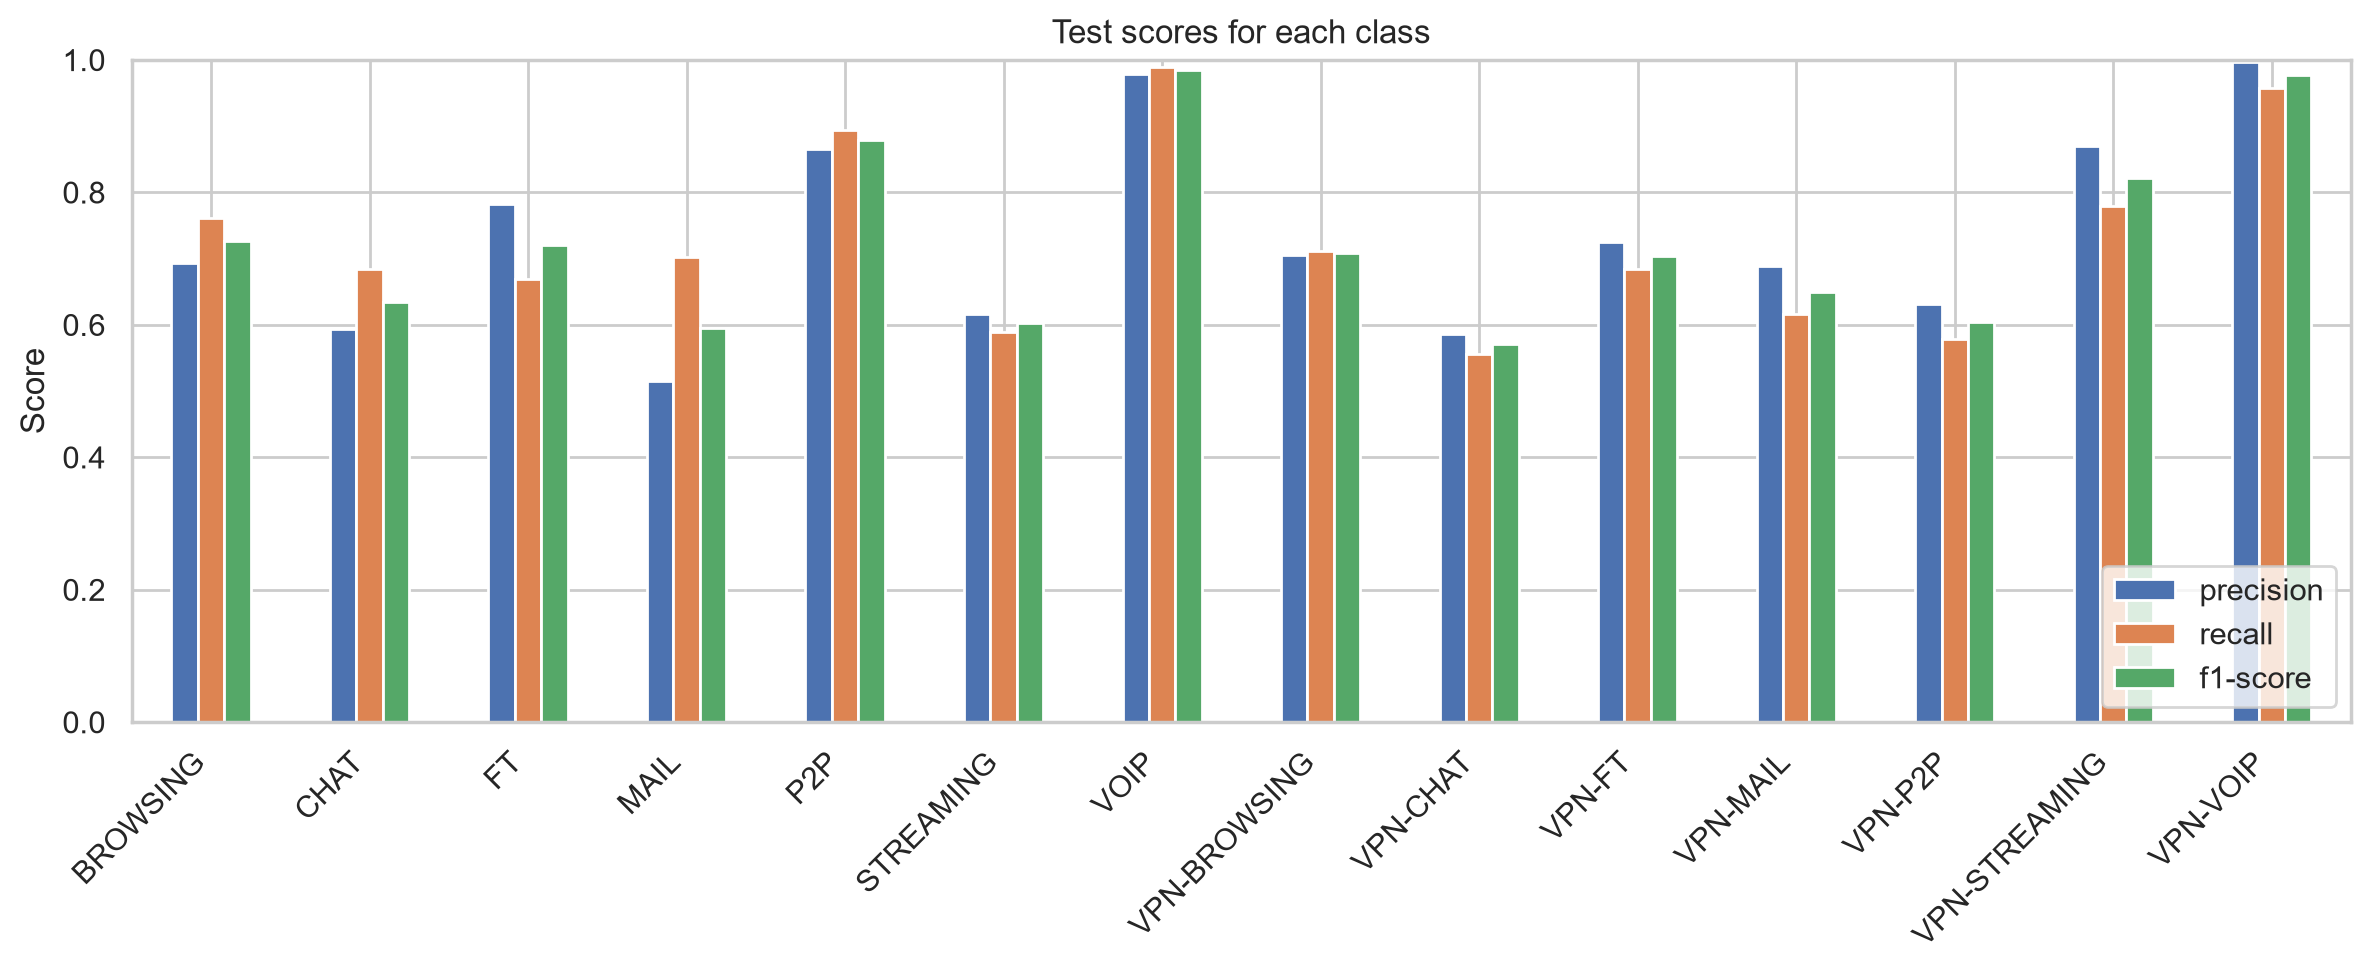 Test scores for each class
1.0
0.8
0.6
0.4
0.2
0.0
Score
BROWSING
CHAT
FT
MAIL
P2P
STREAMING
VOIP
VPN-BROWSING
VPN-CHAT
VPN-FT
VPN-MAIL
VPN-P2P
VPN-STREAMING
VPN-VOIP
precision
recall
f1-score